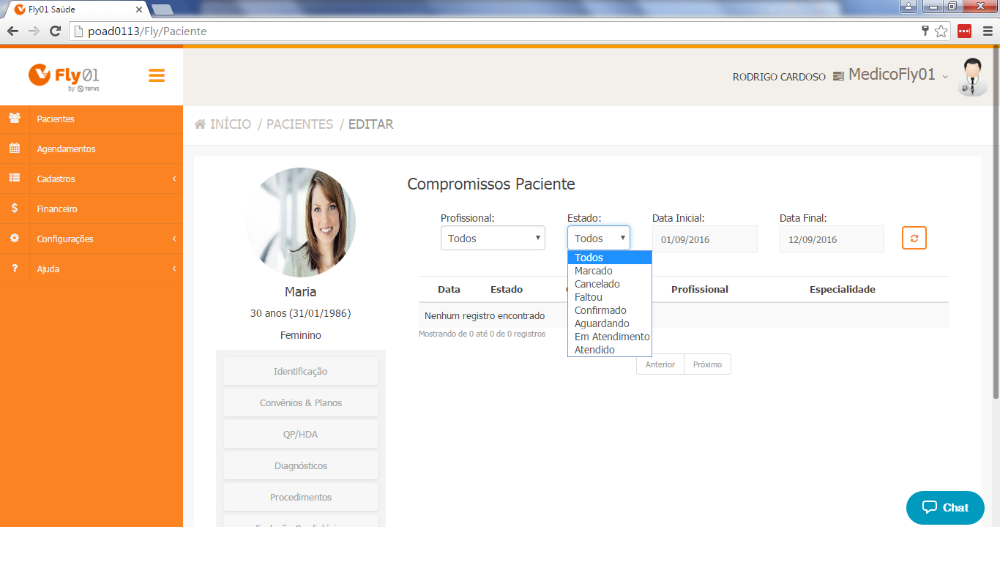 Fly01 Saúde
poad0113/Fly/Paciente
Fly01
by TOTVS
RODRIGO CARDOSO MedicoFly01
Pacientes
Agendamentos
Cadastros
Financeiro
Configurações
Ajuda
INÍCIO / PACIENTES / EDITAR
Maria
30 anos (31/01/1986)
Feminino
Identificação
Convênios & Planos
QP/HDA
Diagnósticos
Procedimentos
Compromissos Paciente
Profissional: Estado: Data Inicial: Data Final:
Todos Todos 01/09/2016 12/09/2016
Todos
Marcado
Cancelado
Faltou
Confirmado
Aguardando
Em Atendimento
Atendido
Data Estado Profissional Especialidade
Nenhum registro encontrado
Mostrando de 0 até 0 de 0 registros
Anterior Próximo
Chat